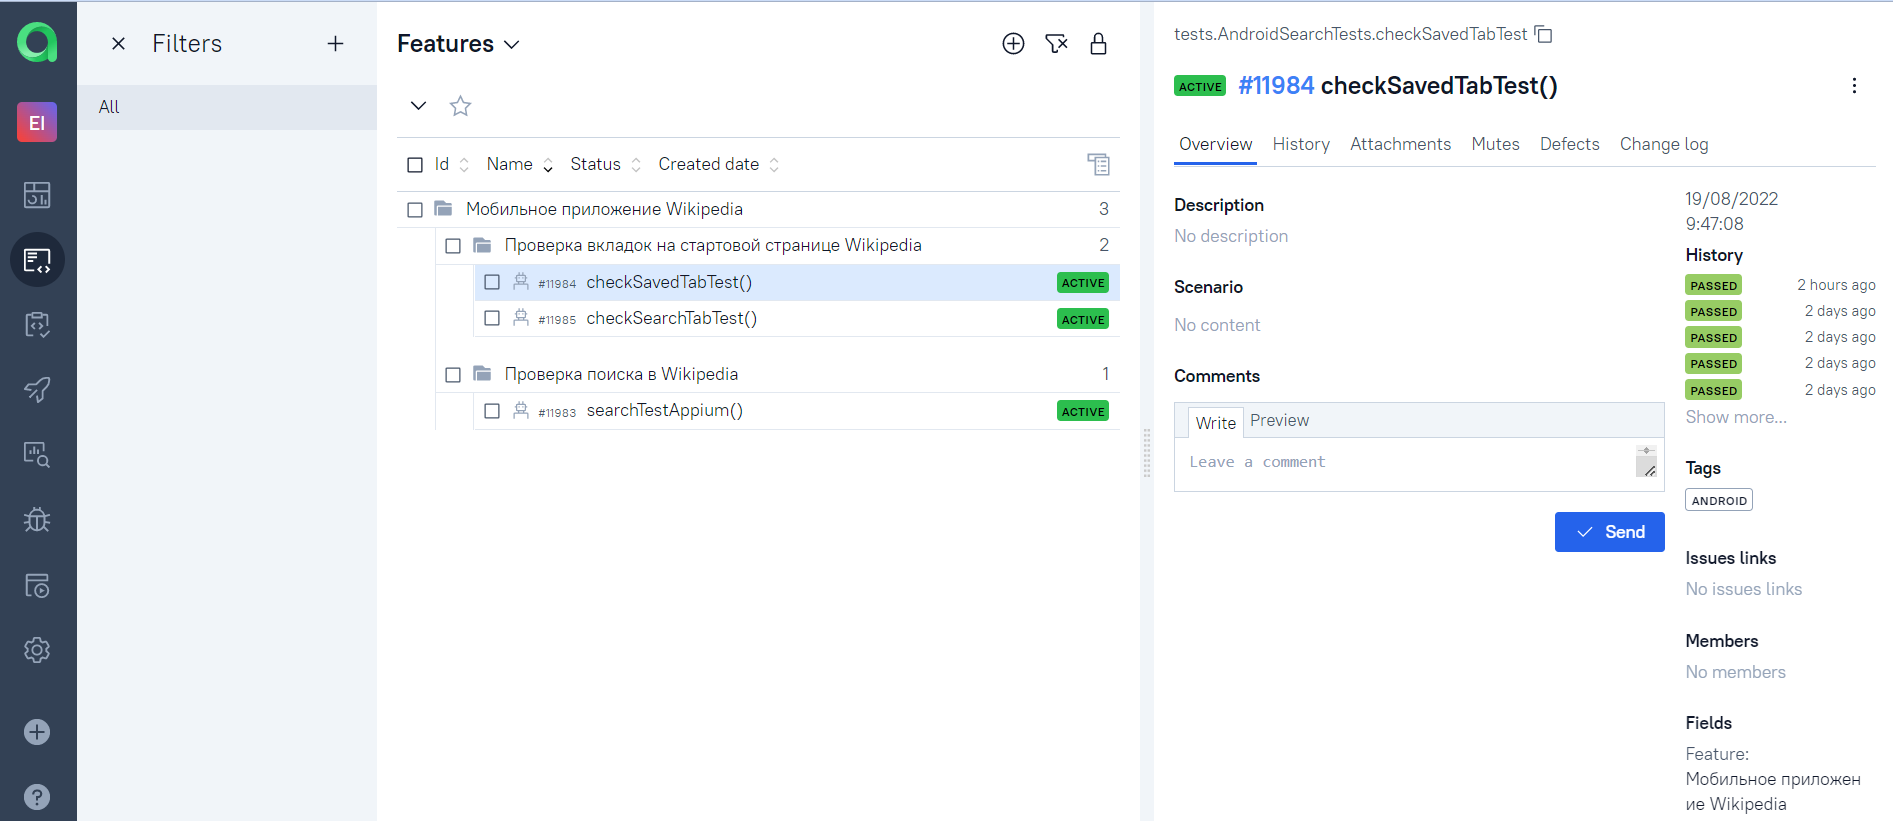 EI
Filters
All
Features
Id
Name
Status
Created date
Мобильное приложение Wikipedia
3
Проверка вкладок на стартовой странице Wikipedia
2
#11984 checkSavedTabTest() ACTIVE
#11985 checkSearchTabTest() ACTIVE
Проверка поиска в Wikipedia
1
#11983 searchTestAppium() ACTIVE
tests.AndroidSearchTests.checkSavedTabTest
ACTIVE #11984 checkSavedTabTest()
Overview
History
Attachments
Mutes
Defects
Change log
Description
No description
Scenario
No content
Comments
Write
Preview
Leave a comment
Send
19/08/2022
9:47:08
History
PASSED 2 hours ago
PASSED 2 days ago
PASSED 2 days ago
PASSED 2 days ago
PASSED 2 days ago
Show more...
Tags
ANDROID
Issues links
No issues links
Members
No members
Fields
Feature:
Мобильное приложен
ие Wikipedia